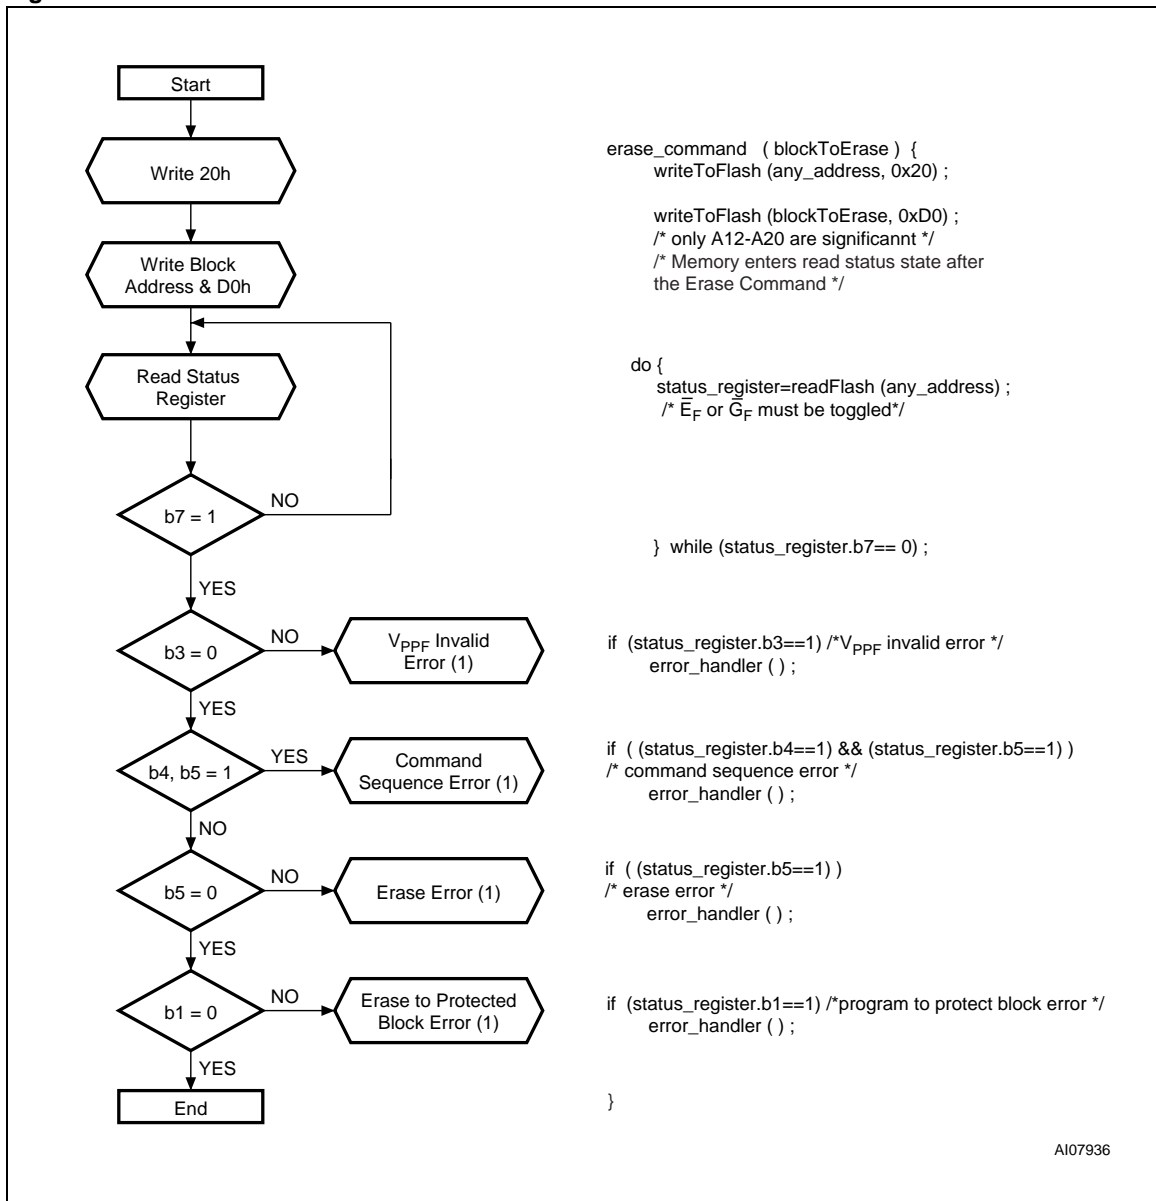 Start
Write 20h
Write Block
Address & D0h
Read Status
Register
b7 = 1
NO
YES
b3 = 0
NO
VPPF Invalid
Error (1)
YES
b4, b5 = 1
YES
Command
Sequence Error (1)
NO
b5 = 0
NO
Erase Error (1)
YES
b1 = 0
NO
Erase to Protected
Block Error (1)
YES
End
erase_command ( blockToErase ) {
writeToFlash (any_address, 0x20) ;
writeToFlash (blockToErase, 0xD0) ;
/* only A12-A20 are significannt */
/* Memory enters read status state after
the Erase Command */
do {
status_register=readFlash (any_address) ;
/* E̅F or G̅F must be toggled*/
} while (status_register.b7== 0) ;
if (status_register.b3==1) /*VPPF invalid error */
error_handler ( ) ;
if ( (status_register.b4==1) && (status_register.b5==1) )
/* command sequence error */
error_handler ( ) ;
if ( (status_register.b5==1) )
/* erase error */
error_handler ( ) ;
if (status_register.b1==1) /*program to protect block error */
error_handler ( ) ;
}
AI07936